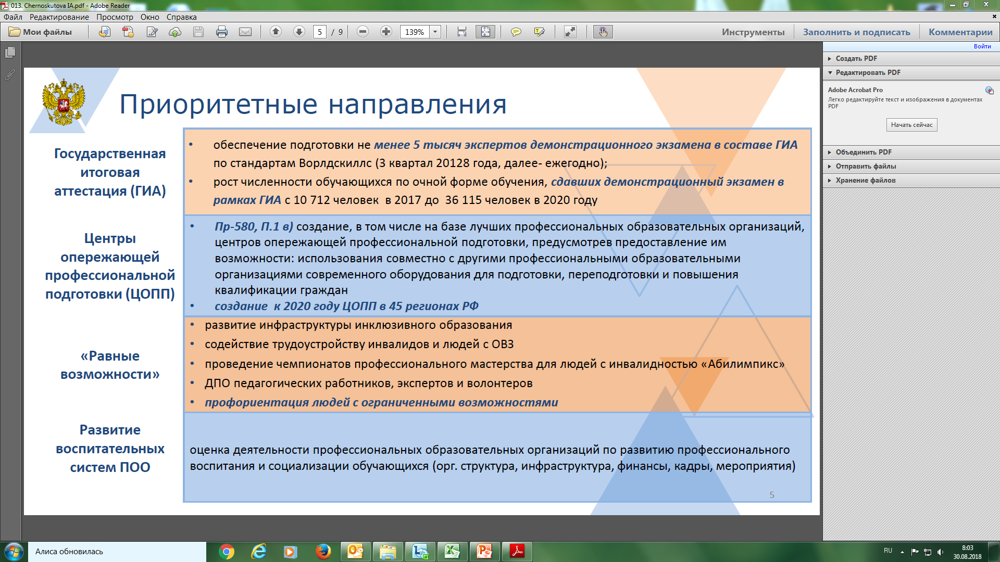 013. Chernoskutova IA.pdf - Adobe Reader
Файл Редактирование Просмотр Окно Справка
Мои файлы 5 / 9 139% Инструменты Заполнить и подписать Комментарии
Войти
Создать PDF
Редактировать PDF
Adobe Acrobat Pro
Легко редактируйте текст и изображения в документах
PDF
Начать сейчас
Объединить PDF
Отправить файлы
Хранение файлов
Приоритетные направления
Государственная
итоговая
аттестация (ГИА)
• обеспечение подготовки не менее 5 тысяч экспертов демонстрационного экзамена в составе ГИА
по стандартам Ворлдскиллс (3 квартал 20128 года, далее- ежегодно);
• рост численности обучающихся по очной форме обучения, сдавших демонстрационный экзамен в
рамках ГИА с 10 712 человек в 2017 до 36 115 человек в 2020 году
Центры
опережающей
профессиональной
подготовки (ЦОПП)
• Пр-580, П.1 в) создание, в том числе на базе лучших профессиональных образовательных организаций,
центров опережающей профессиональной подготовки, предусмотрев предоставление им
возможности: использования совместно с другими профессиональными образовательными
организациями современного оборудования для подготовки, переподготовки и повышения
квалификации граждан
• создание к 2020 году ЦОПП в 45 регионах РФ
«Равные
возможности»
• развитие инфраструктуры инклюзивного образования
• содействие трудоустройству инвалидов и людей с ОВЗ
• проведение чемпионатов профессионального мастерства для людей с инвалидностью «Абилимпикс»
• ДПО педагогических работников, экспертов и волонтеров
• профориентация людей с ограниченными возможностями
Развитие
воспитательных
систем ПОО
оценка деятельности профессиональных образовательных организаций по развитию профессионального
воспитания и социализации обучающихся (орг. структура, инфраструктура, финансы, кадры, мероприятия)
5
Алиса обновилась
RU
8:03
30.08.2018